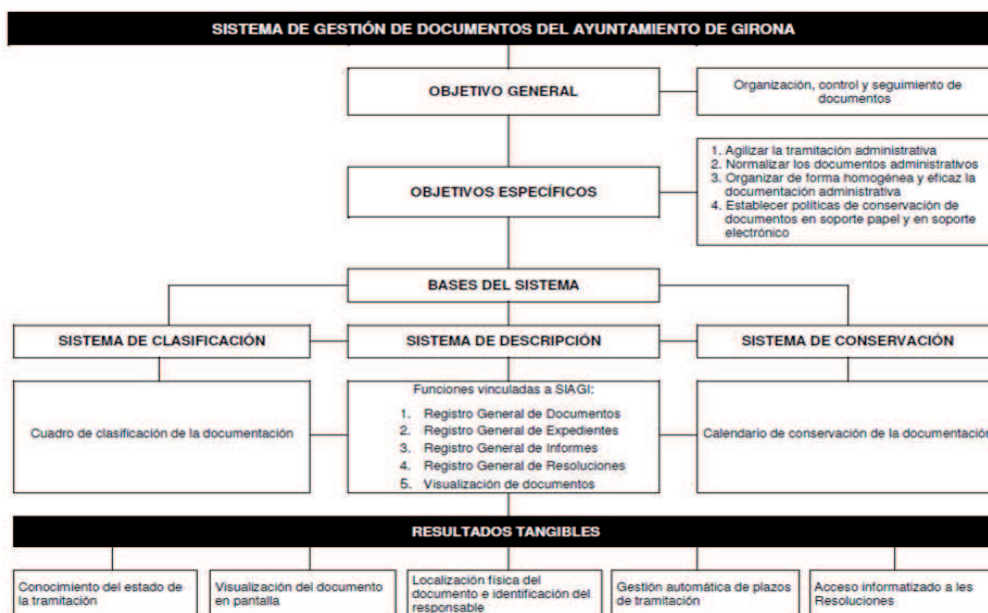 SISTEMA DE GESTIÓN DE DOCUMENTOS DEL AYUNTAMIENTO DE GIRONA
OBJETIVO GENERAL
Organización, control y seguimiento de
documentos
OBJETIVOS ESPECÍFICOS
1. Agilizar la tramitación administrativa
2. Normalizar los documentos administrativos
3. Organizar de forma homogénea y eficaz la
documentación administrativa
4. Establecer políticas de conservación de
documentos en soporte papel y en soporte
electrónico
BASES DEL SISTEMA
SISTEMA DE CLASIFICACIÓN
SISTEMA DE DESCRIPCIÓN
SISTEMA DE CONSERVACIÓN
Cuadro de clasificación de la documentación
Funciones vinculadas a SIAGI:
1. Registro General de Documentos
2. Registro General de Expedientes
3. Registro General de Informes
4. Registro General de Resoluciones
5. Visualización de documentos
Calendario de conservación de la documentación
RESULTADOS TANGIBLES
Conocimiento del estado de
la tramitación
Visualización del documento
en pantalla
Localización física del
documento e identificación del
responsable
Gestión automática de plazos
de tramitación
Acceso informatizado a les
Resoluciones